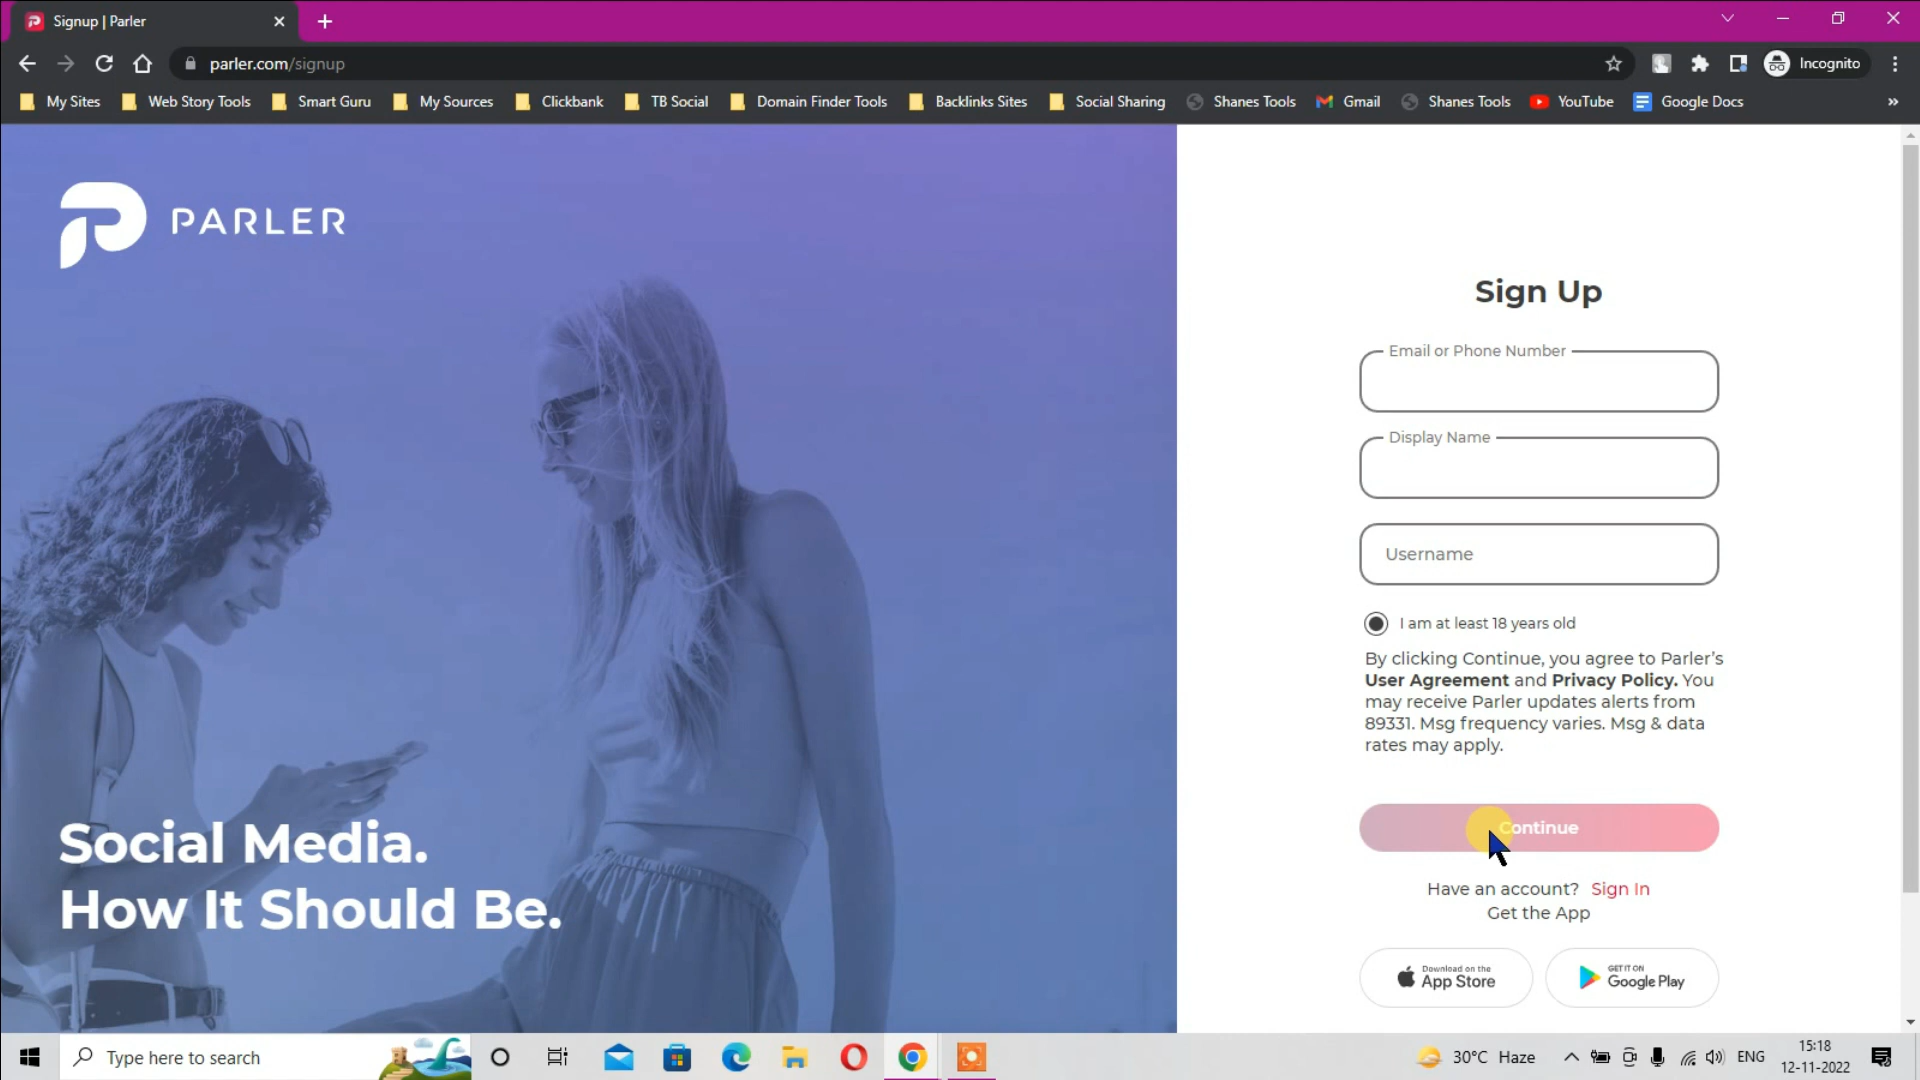 Signup | Parler
parler.com/signup
Incognito
My Sites
Web Story Tools
Smart Guru
My Sources
Clickbank
TB Social
Domain Finder Tools
Backlinks Sites
Social Sharing
Shanes Tools
Gmail
Shanes Tools
YouTube
Google Docs
»
PARLER
Social Media.
How It Should Be.
Sign Up
Email or Phone Number
Display Name
Username
I am at least 18 years old
By clicking Continue, you agree to Parler’s
User Agreement and Privacy Policy. You
may receive Parler updates alerts from
89331. Msg frequency varies. Msg & data
rates may apply.
Continue
Have an account? Sign In
Get the App
Download on the
App Store
GET IT ON
Google Play
Type here to search
30°C Haze
ENG
15:18
12-11-2022